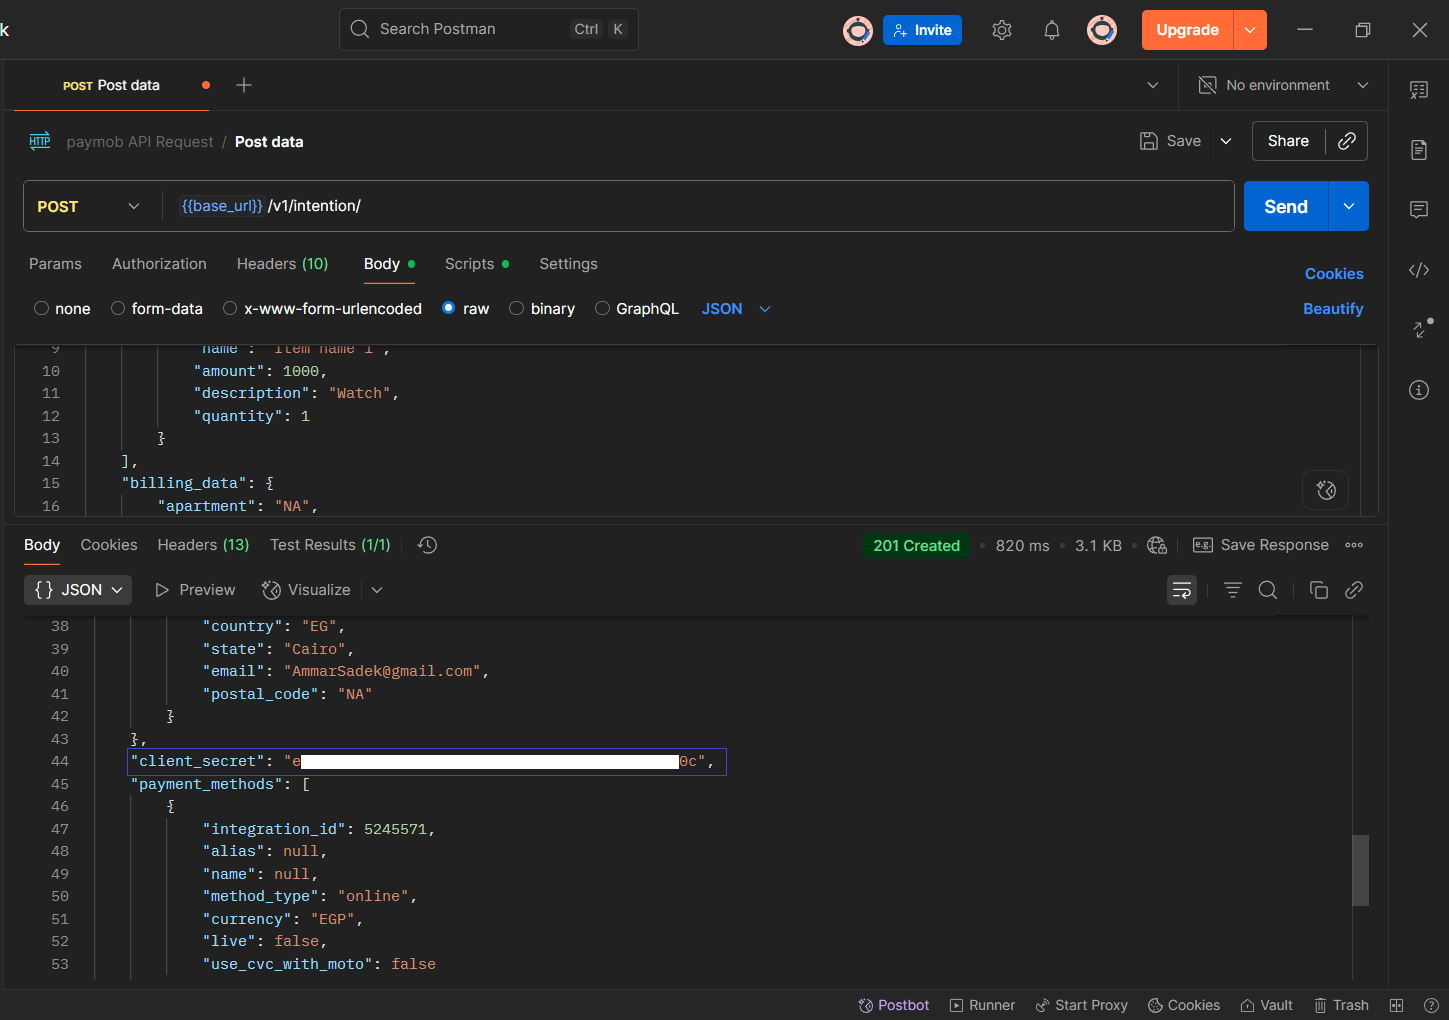 k
Search Postman Ctrl K
Invite
Upgrade
POST Post data
No environment
HTTP paymob API Request / Post data
Save
Share
POST {{base_url}} /v1/intention/
Send
Params Authorization Headers (10) Body Scripts Settings
Cookies
none form-data x-www-form-urlencoded raw binary GraphQL JSON
Beautify
9 "name": "Item name 1",
10 "amount": 1000,
11 "description": "Watch",
12 "quantity": 1
13 }
14 ],
15 "billing_data": {
16 "apartment": "NA",
Body Cookies Headers (13) Test Results (1/1)
201 Created 820 ms 3.1 KB e.g. Save Response
{} JSON Preview Visualize
38 "country": "EG",
39 "state": "Cairo",
40 "email": "AmmarSadek@gmail.com",
41 "postal_code": "NA"
42 }
43 },
44 "client_secret": "e 0c",
45 "payment_methods": [
46 {
47 "integration_id": 5245571,
48 "alias": null,
49 "name": null,
50 "method_type": "online",
51 "currency": "EGP",
52 "live": false,
53 "use_cvc_with_moto": false
Postbot Runner Start Proxy Cookies Vault Trash